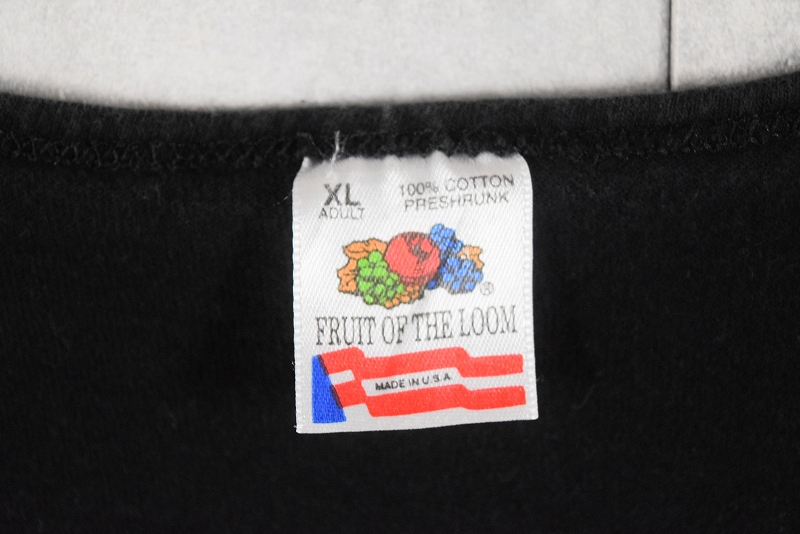 XL
ADULT
100% COTTON
PRESHRUNK
®
FRUIT OF THE LOOM
MADE IN U.S.A.